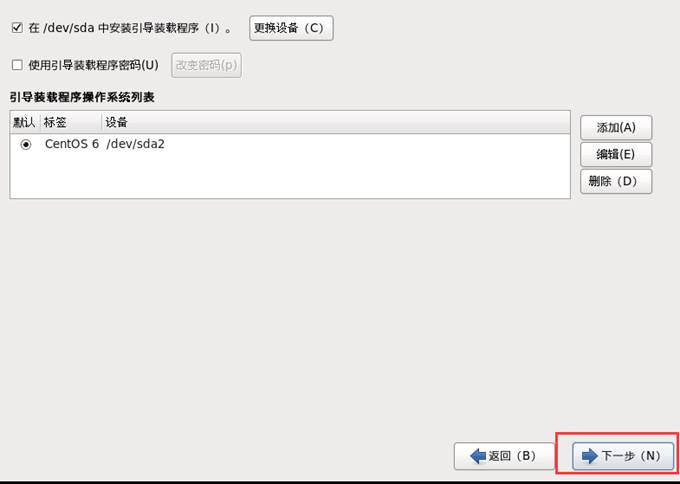 在 /dev/sda 中安装引导装载程序（I）。 更换设备（C）
使用引导装载程序密码(U) 改变密码(p)
引导装载程序操作系统列表
默认 标签 设备
CentOS 6 /dev/sda2
添加(A)
编辑(E)
删除（D）
返回（B） 下一步（N）